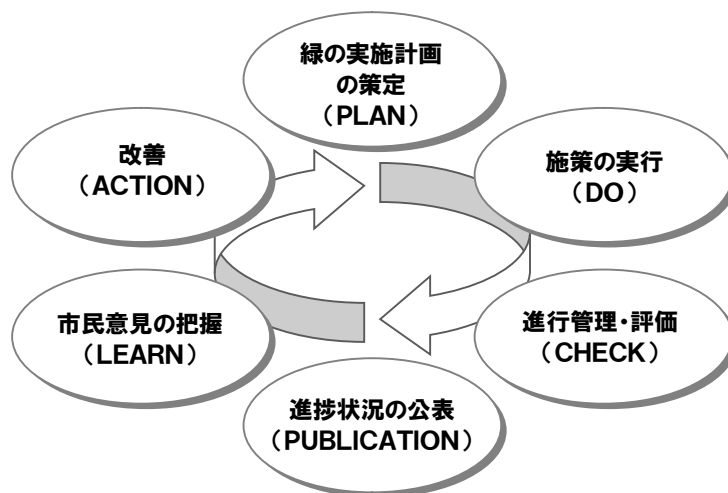 緑の実施計画
の策定
（PLAN）
改善
（ACTION）
施策の実行
（DO）
市民意見の把握
（LEARN）
進行管理・評価
（CHECK）
進捗状況の公表
（PUBLICATION）